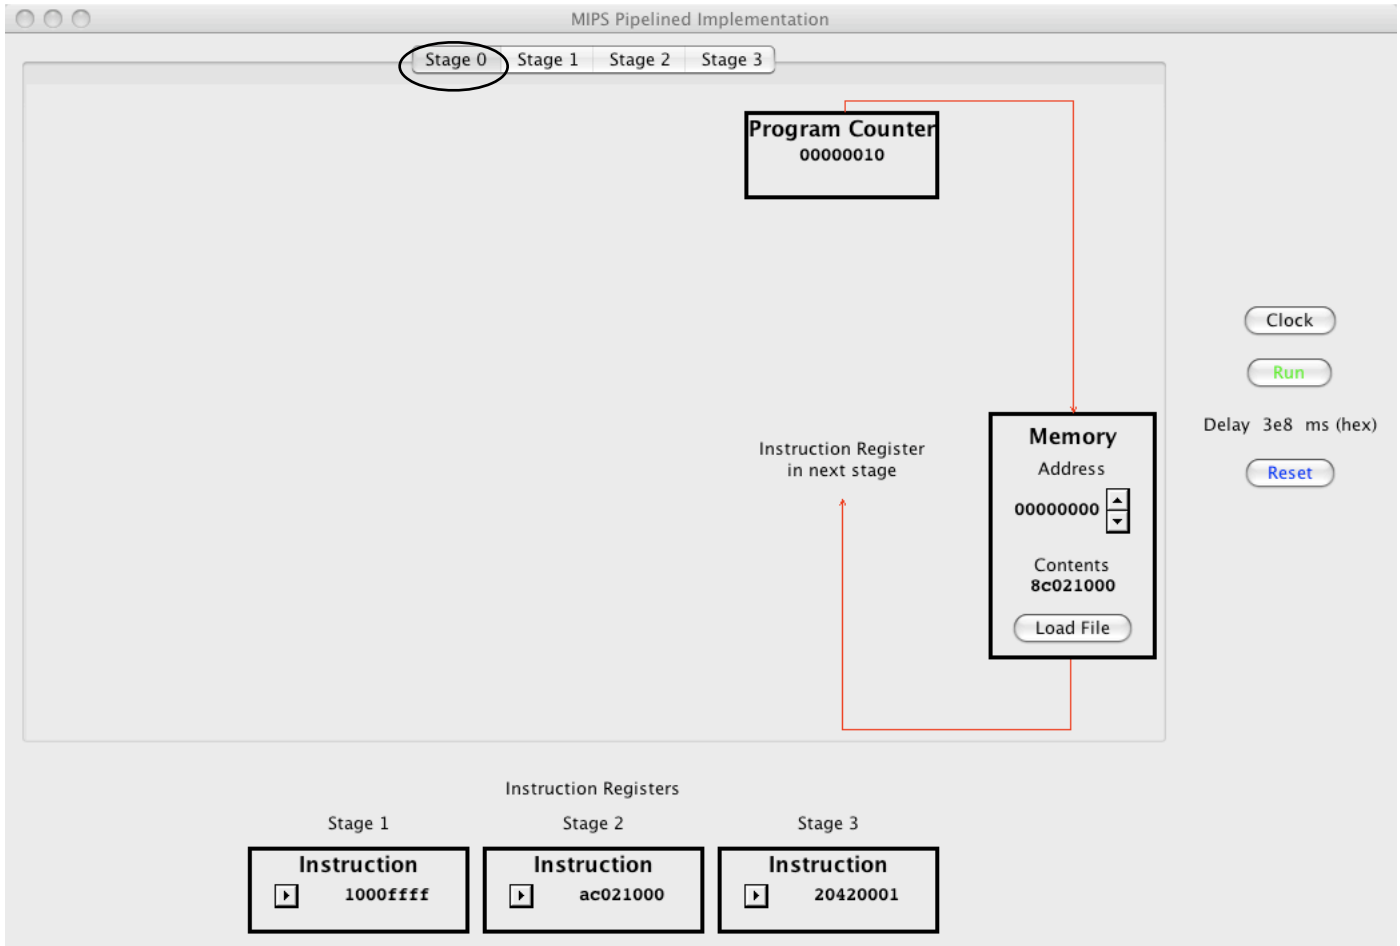 MIPS Pipelined Implementation
Stage 0 Stage 1 Stage 2 Stage 3
Program Counter
00000010
Clock
Run
Delay 3e8 ms (hex)
Reset
Instruction Register
in next stage
Memory
Address
00000000
Contents
8c021000
Load File
Instruction Registers
Stage 1 Stage 2 Stage 3
Instruction Instruction Instruction
1000ffff ac021000 20420001